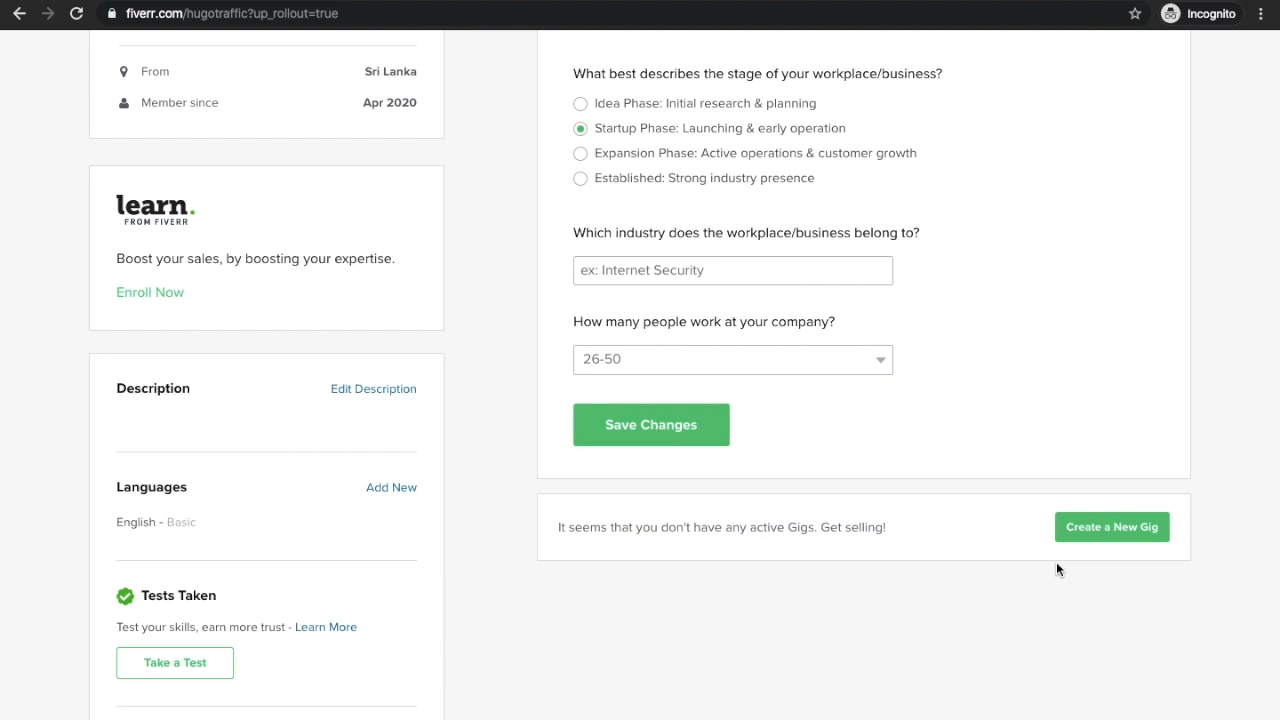 fiverr.com/hugotraffic?up_rollout=true
Incognito
From Sri Lanka
Member since Apr 2020
learn.
FROM FIVERR
Boost your sales, by boosting your expertise.
Enroll Now
Description Edit Description
Languages Add New
English - Basic
Tests Taken
Test your skills, earn more trust - Learn More
Take a Test
What best describes the stage of your workplace/business?
Idea Phase: Initial research & planning
Startup Phase: Launching & early operation
Expansion Phase: Active operations & customer growth
Established: Strong industry presence
Which industry does the workplace/business belong to?
ex: Internet Security
How many people work at your company?
26-50
Save Changes
It seems that you don't have any active Gigs. Get selling!
Create a New Gig